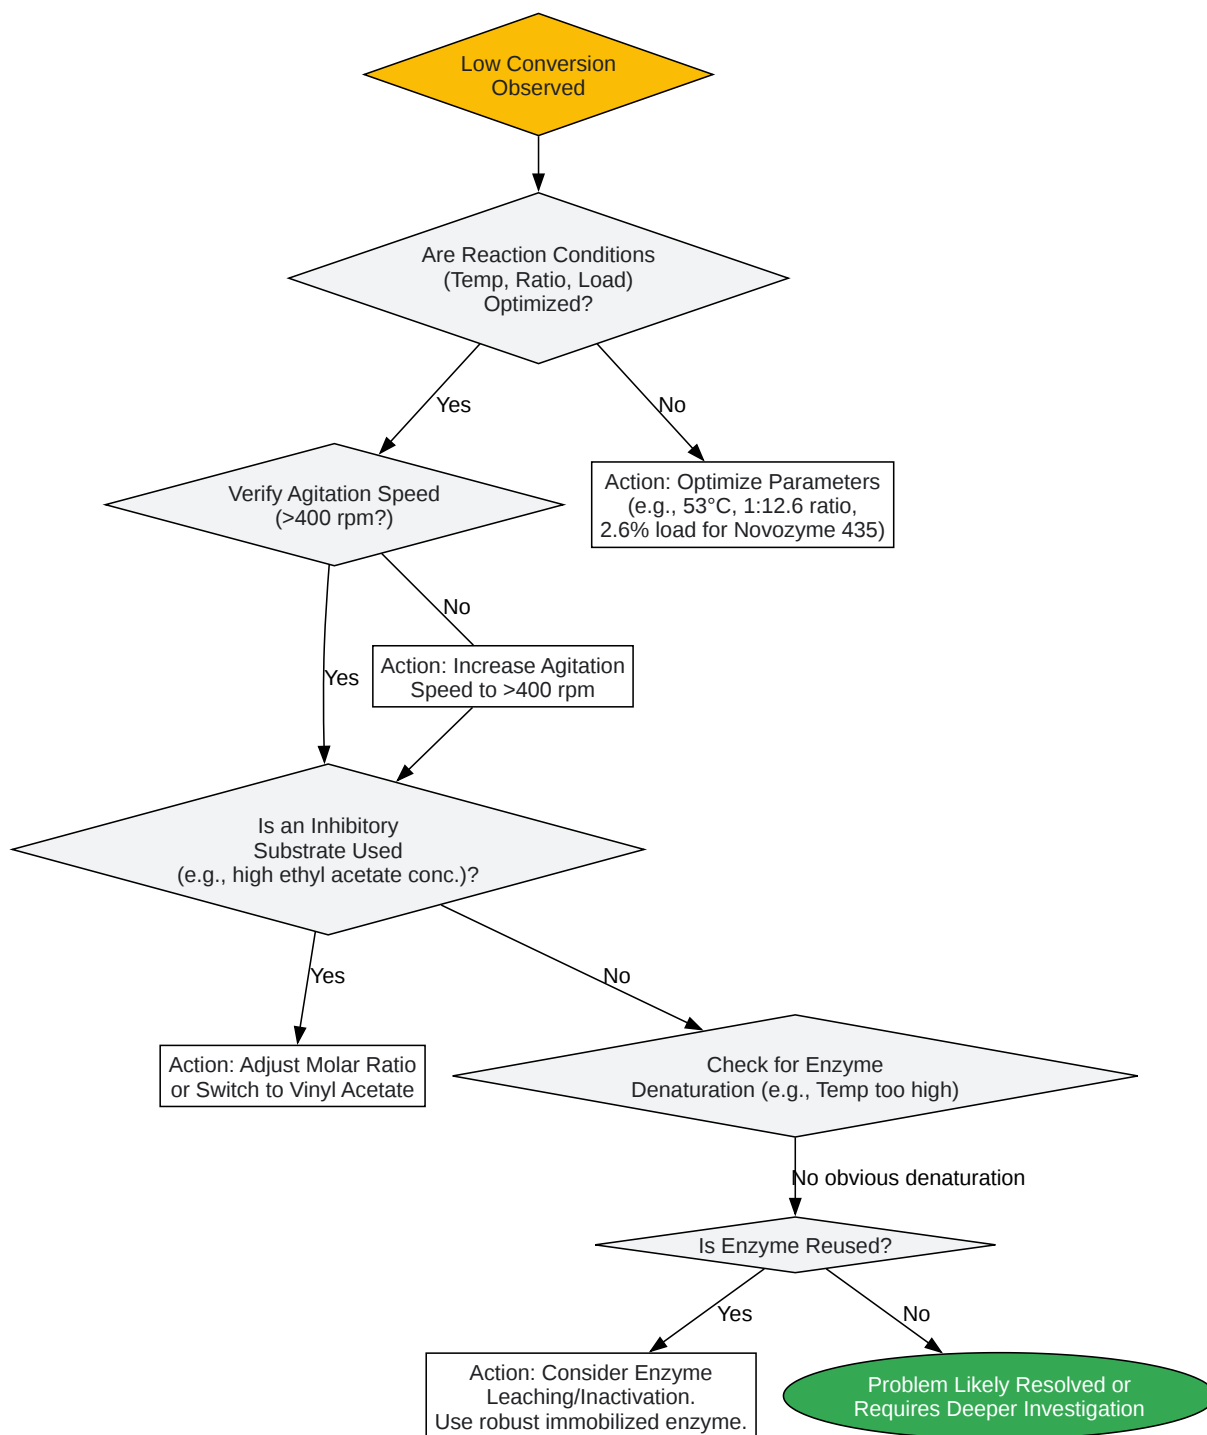 Low Conversion
Observed
Are Reaction Conditions
(Temp, Ratio, Load)
Optimized?
Yes
No
Verify Agitation Speed
(>400 rpm?)
Action: Optimize Parameters
(e.g., 53°C, 1:12.6 ratio,
2.6% load for Novozyme 435)
No
Yes
Action: Increase Agitation
Speed to >400 rpm
Is an Inhibitory
Substrate Used
(e.g., high ethyl acetate conc.)?
Yes
No
Action: Adjust Molar Ratio
or Switch to Vinyl Acetate
Check for Enzyme
Denaturation (e.g., Temp too high)
No obvious denaturation
Is Enzyme Reused?
Yes
No
Action: Consider Enzyme
Leaching/Inactivation.
Use robust immobilized enzyme.
Problem Likely Resolved or
Requires Deeper Investigation